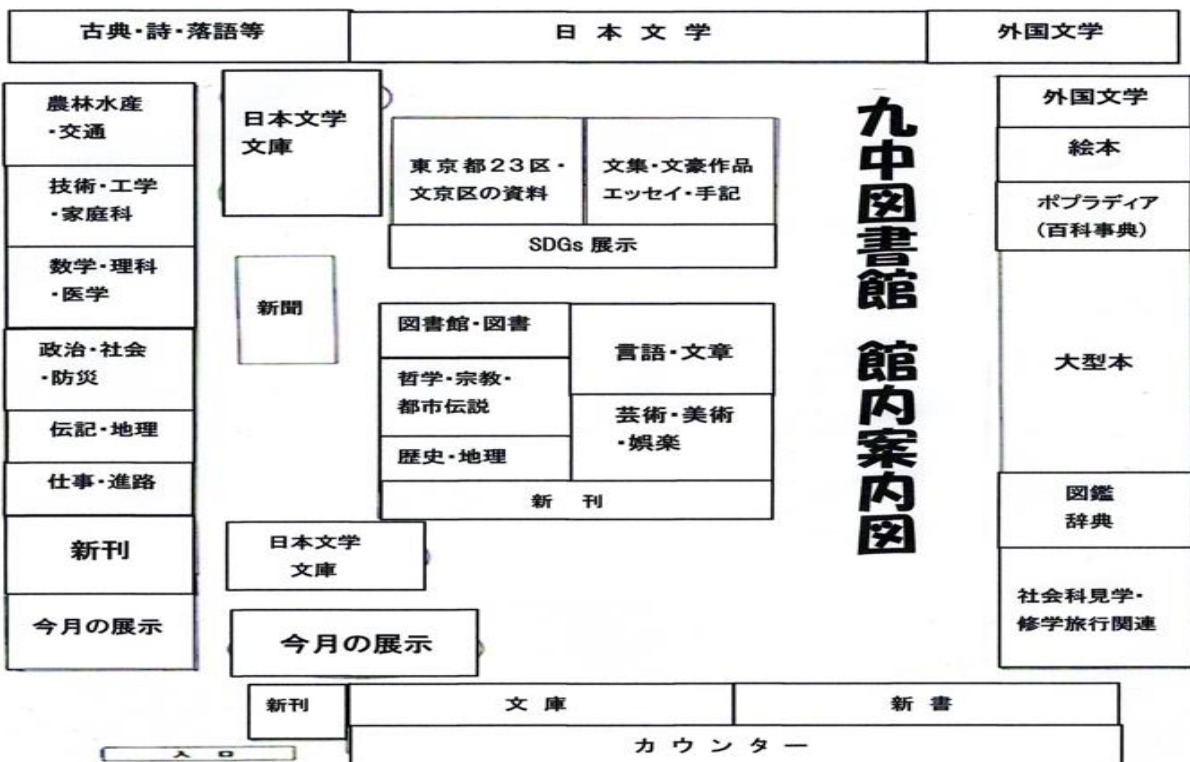 古典・詩・落語等
日本文学
外国文学
農林水産
・交通
技術・工学
・家庭科
数学・理科
・医学
政治・社会
・防災
伝記・地理
仕事・進路
新刊
今月の展示
日本文学
文庫
新聞
日本文学
文庫
今月の展示
東京都23区・
文京区の資料
文集・文豪作品
エッセイ・手記
SDGs 展示
図書館・図書
哲学・宗教・
都市伝説
歴史・地理
言語・文章
芸術・美術
・娯楽
新刊
九中図書館 館内案内図
外国文学
絵本
ポプラディア
(百科事典)
大型本
図鑑
辞典
社会科見学・
修学旅行関連
新刊
文庫
新書
カウンター
入口